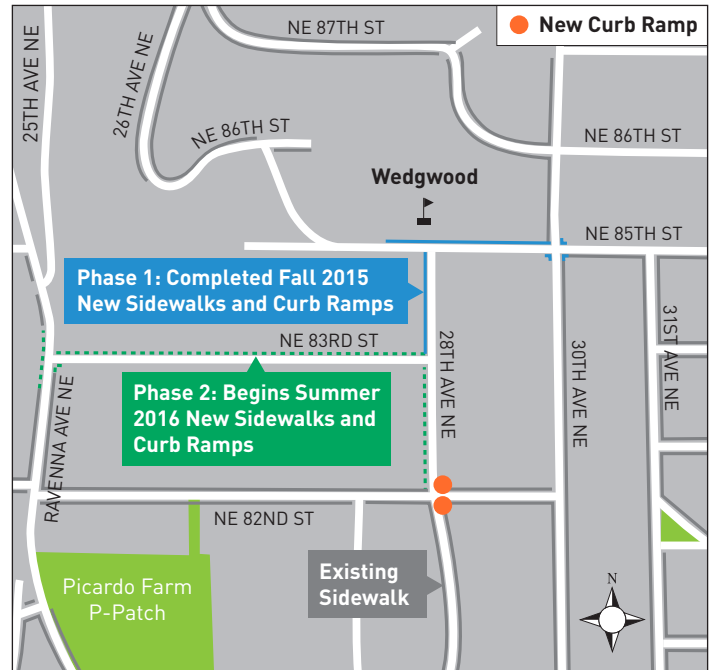 New Curb Ramp
NE 87TH ST
25TH AVE NE
26TH AVE NE
NE 86TH ST
NE 86TH ST
Wedgwood
NE 85TH ST
Phase 1: Completed Fall 2015
New Sidewalks and Curb Ramps
NE 83RD ST
28TH AVE NE
30TH AVE NE
31ST AVE NE
Phase 2: Begins Summer
2016 New Sidewalks and
Curb Ramps
RAVENNA AVE NE
NE 82ND ST
Existing
Sidewalk
Picardo Farm
P-Patch
N